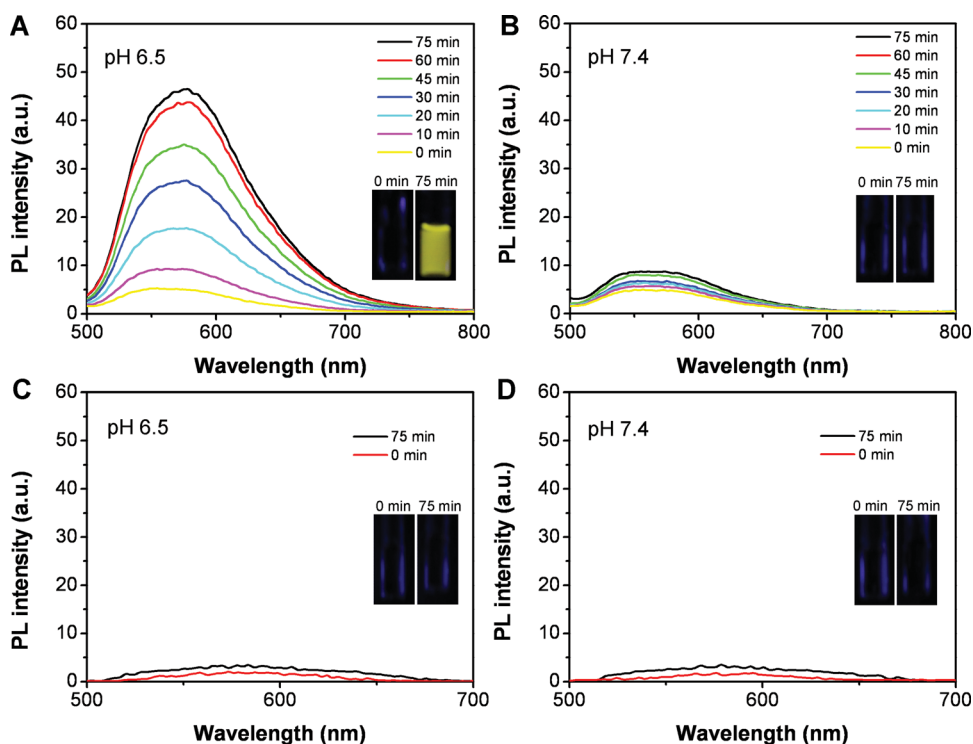 A
pH 6.5
75 min
60 min
45 min
30 min
20 min
10 min
0 min
0 min 75 min
60
50
40
30
20
10
0
PL intensity (a.u.)
500 600 700 800
Wavelength (nm)
B
pH 7.4
75 min
60 min
45 min
30 min
20 min
10 min
0 min
0 min 75 min
60
50
40
30
20
10
0
PL intensity (a.u.)
500 600 700 800
Wavelength (nm)
C
pH 6.5
75 min
0 min
0 min 75 min
60
50
40
30
20
10
0
PL intensity (a.u.)
500 600 700
Wavelength (nm)
D
pH 7.4
75 min
0 min
0 min 75 min
60
50
40
30
20
10
0
PL intensity (a.u.)
500 600 700
Wavelength (nm)